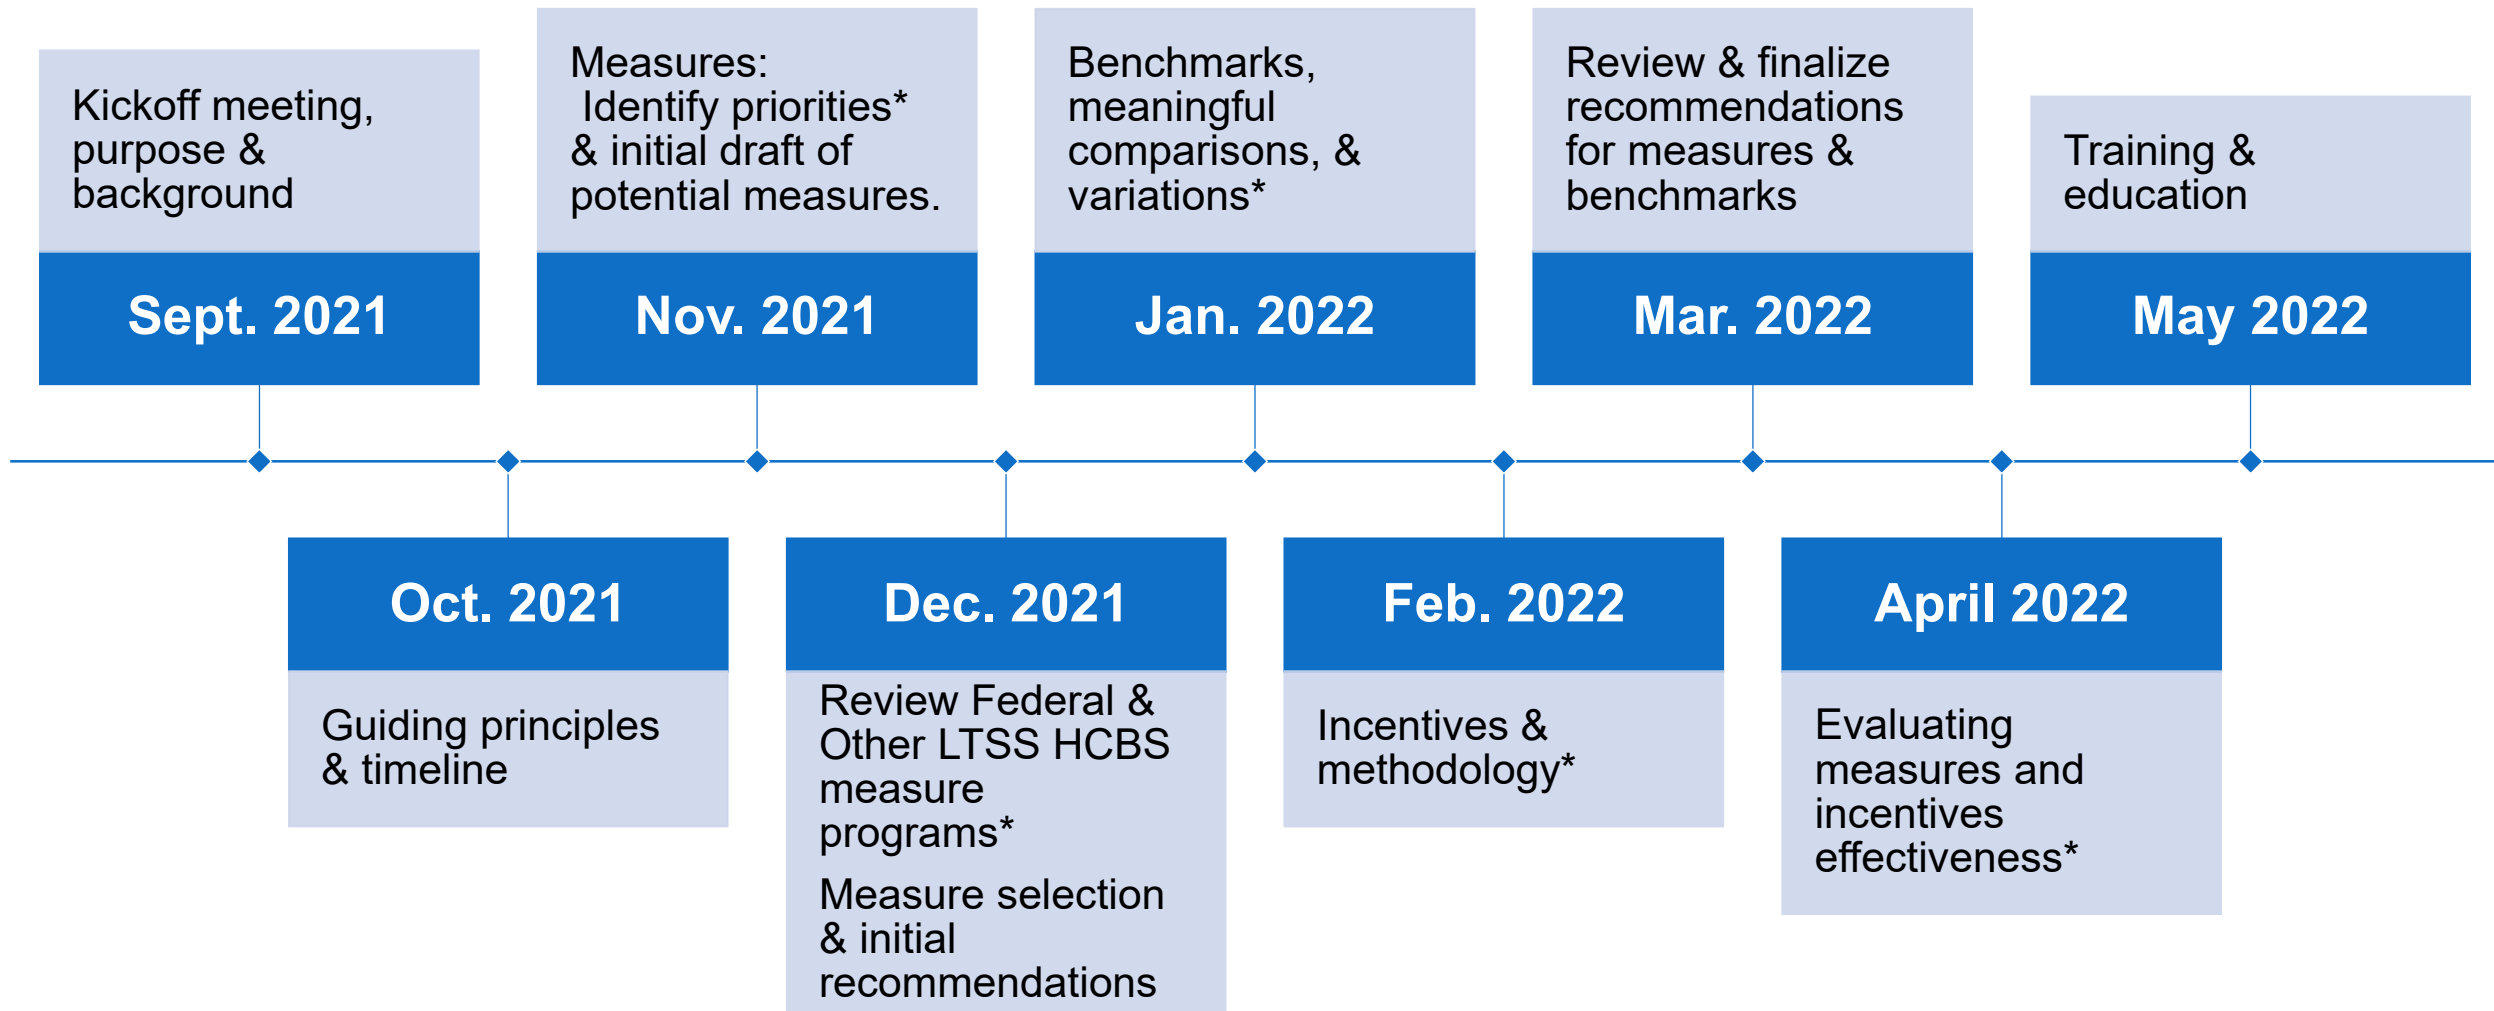 Kickoff meeting,
purpose &
background
Sept. 2021
Oct. 2021
Guiding principles
& timeline
Measures:
Identify priorities*
& initial draft of
potential measures.
Nov. 2021
Dec. 2021
Review Federal &
Other LTSS HCBS
measure
programs*
Measure selection
& initial
recommendations
Benchmarks,
meaningful
comparisons, &
variations*
Jan. 2022
Feb. 2022
Incentives &
methodology*
Review & finalize
recommendations
for measures &
benchmarks
Mar. 2022
April 2022
Evaluating
measures and
incentives
effectiveness*
Training &
education
May 2022